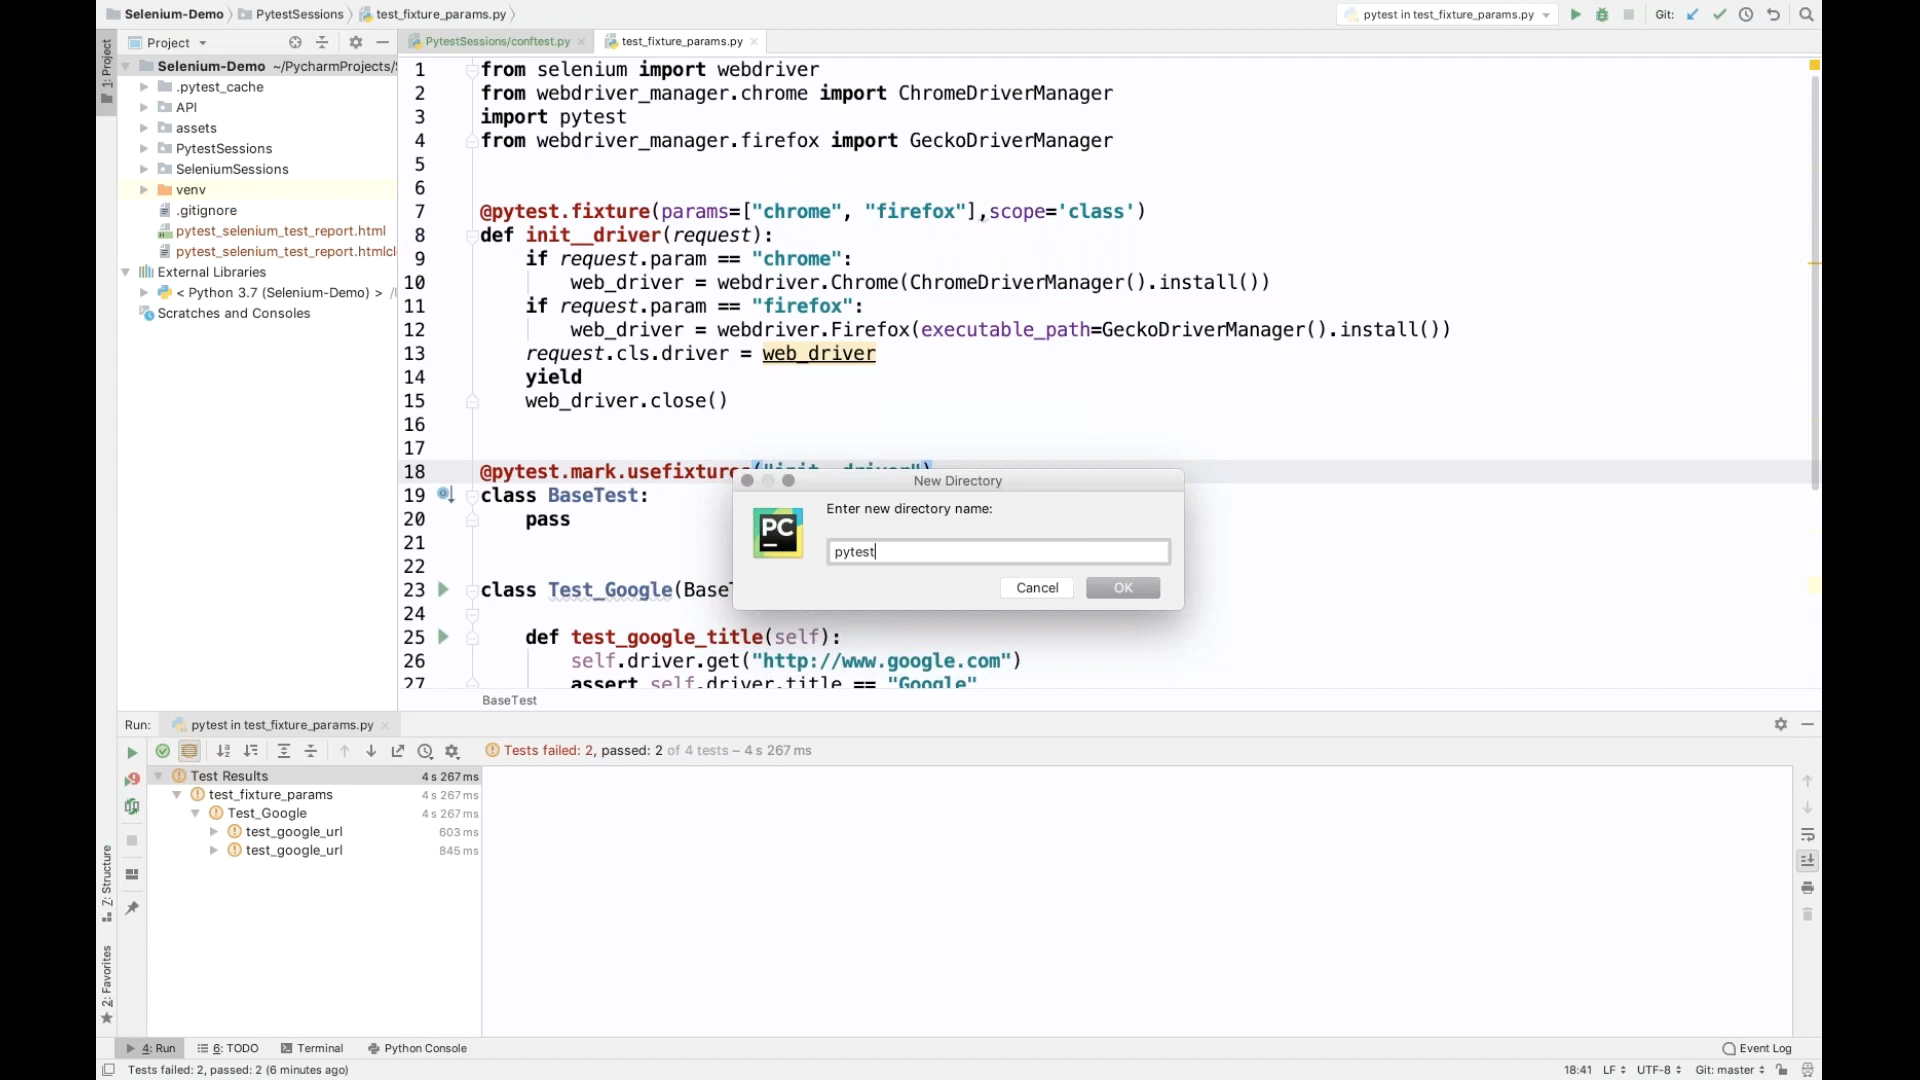 Selenium-Demo PytestSessions test_fixture_params.py
pytest in test_fixture_params.py Git:
1: Project
Project
PytestSessions/conftest.py test_fixture_params.py
Selenium-Demo ~/PycharmProjects/
.pytest_cache
API
assets
PytestSessions
SeleniumSessions
venv
.gitignore
pytest_selenium_test_report.html
pytest_selenium_test_report.htmlcl
External Libraries
< Python 3.7 (Selenium-Demo) >
Scratches and Consoles
1 from selenium import webdriver
2 from webdriver_manager.chrome import ChromeDriverManager
3 import pytest
4 from webdriver_manager.firefox import GeckoDriverManager
5
6
7 @pytest.fixture(params=["chrome", "firefox"],scope='class')
8 def init__driver(request):
9 if request.param == "chrome":
10 web_driver = webdriver.Chrome(ChromeDriverManager().install())
11 if request.param == "firefox":
12 web_driver = webdriver.Firefox(executable_path=GeckoDriverManager().install())
13 request.cls.driver = web_driver
14 yield
15 web_driver.close()
16
17
18 @pytest.mark.usefixtures("init__driver")
19 class BaseTest:
20 pass
21
22
23 class Test_Google(BaseT
24
25 def test_google_title(self):
26 self.driver.get("http://www.google.com")
27 assert self.driver.title == "Google"
BaseTest
New Directory
Enter new directory name:
PC
pytest
Cancel OK
Run: pytest in test_fixture_params.py
Tests failed: 2, passed: 2 of 4 tests – 4 s 267 ms
Test Results 4 s 267 ms
test_fixture_params 4 s 267 ms
Test_Google 4 s 267 ms
test_google_url 603 ms
test_google_url 845 ms
Z: Structure
2: Favorites
4: Run 6: TODO Terminal Python Console Event Log
Tests failed: 2, passed: 2 (6 minutes ago) 18:41 LF UTF-8 Git: master